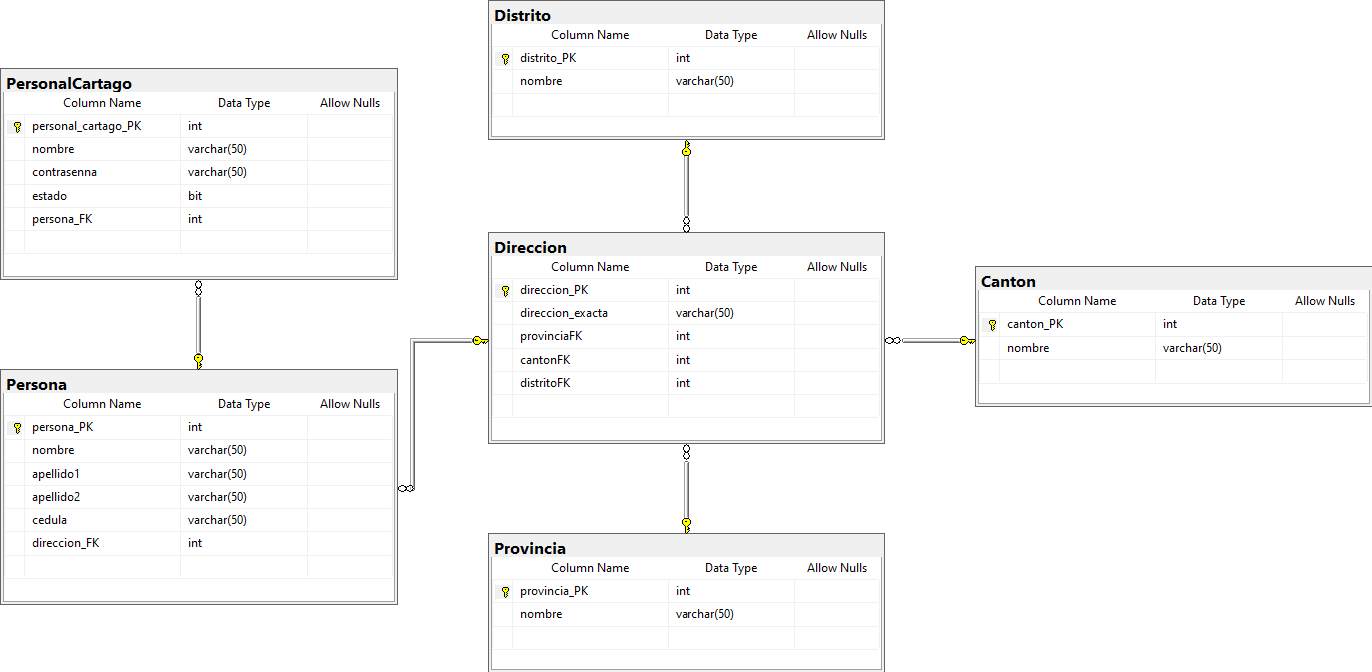 Distrito
Column Name Data Type Allow Nulls
distrito_PK int
nombre varchar(50)
PersonalCartago
Column Name Data Type Allow Nulls
personal_cartago_PK int
nombre varchar(50)
contrasenna varchar(50)
estado bit
persona_FK int
Direccion
Column Name Data Type Allow Nulls
direccion_PK int
direccion_exacta varchar(50)
provinciaFK int
cantonFK int
distritoFK int
Canton
Column Name Data Type Allow Nulls
canton_PK int
nombre varchar(50)
Persona
Column Name Data Type Allow Nulls
persona_PK int
nombre varchar(50)
apellido1 varchar(50)
apellido2 varchar(50)
cedula varchar(50)
direccion_FK int
Provincia
Column Name Data Type Allow Nulls
provincia_PK int
nombre varchar(50)